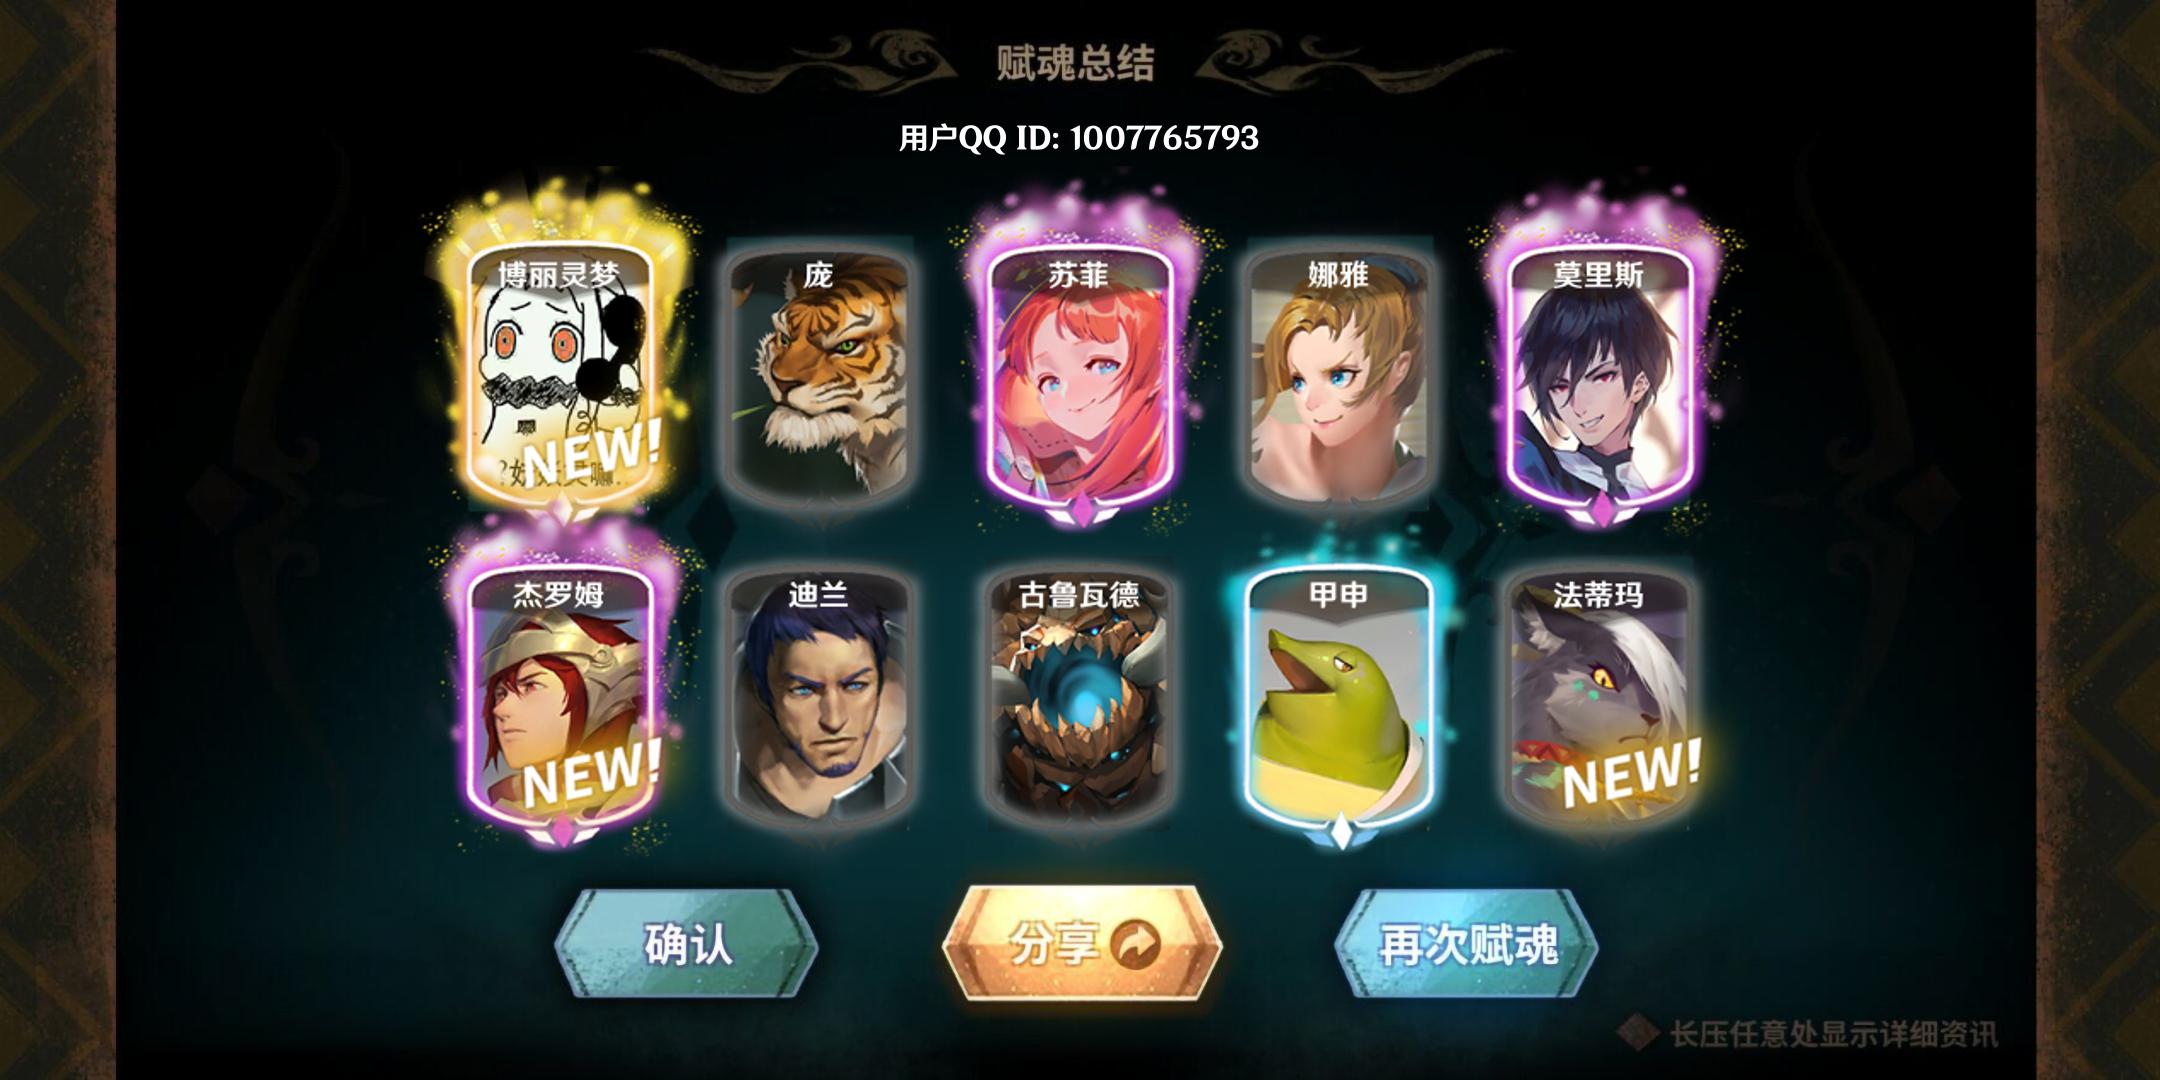 赋魂总结
用户QQ ID: 1007765793
博丽灵梦
庞
苏菲
娜雅
莫里斯
NEW!
杰罗姆
迪兰
古鲁瓦德
甲申
法蒂玛
NEW!
NEW!
确认
分享
再次赋魂
长压任意处显示详细资讯